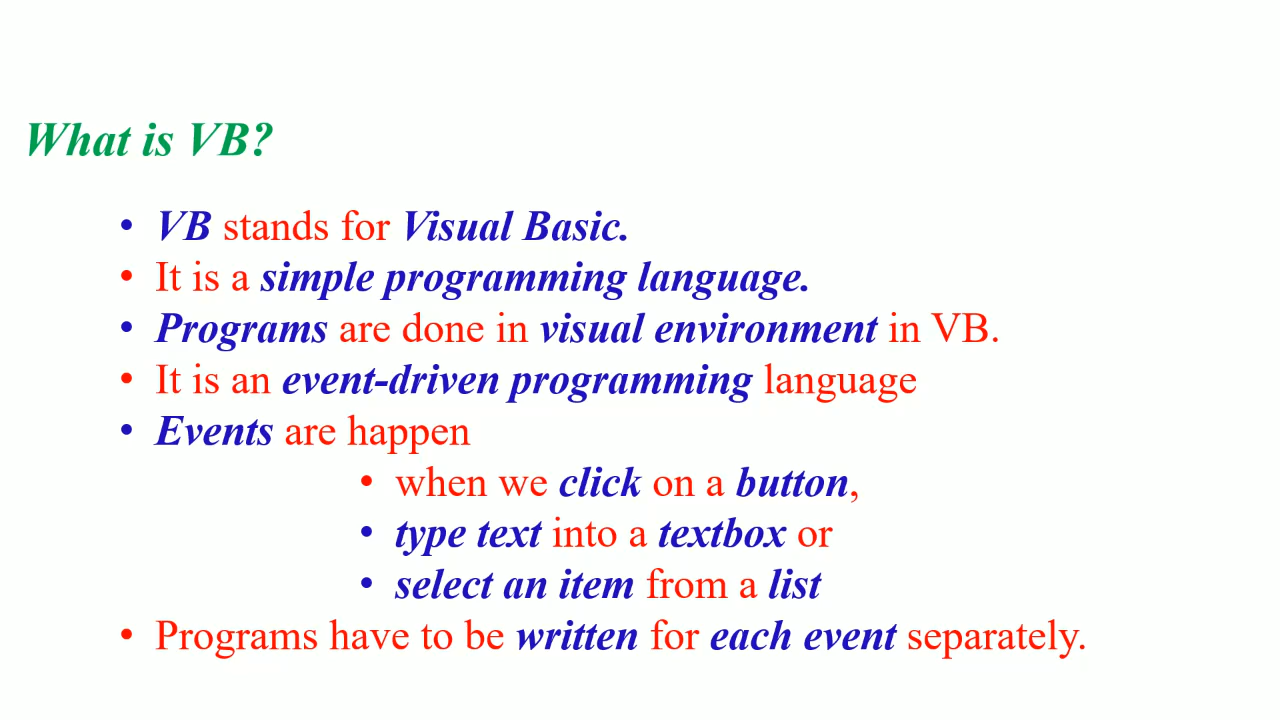 What is VB?
• VB stands for Visual Basic.
• It is a simple programming language.
• Programs are done in visual environment in VB.
• It is an event-driven programming language
• Events are happen
• when we click on a button,
• type text into a textbox or
• select an item from a list
• Programs have to be written for each event separately.